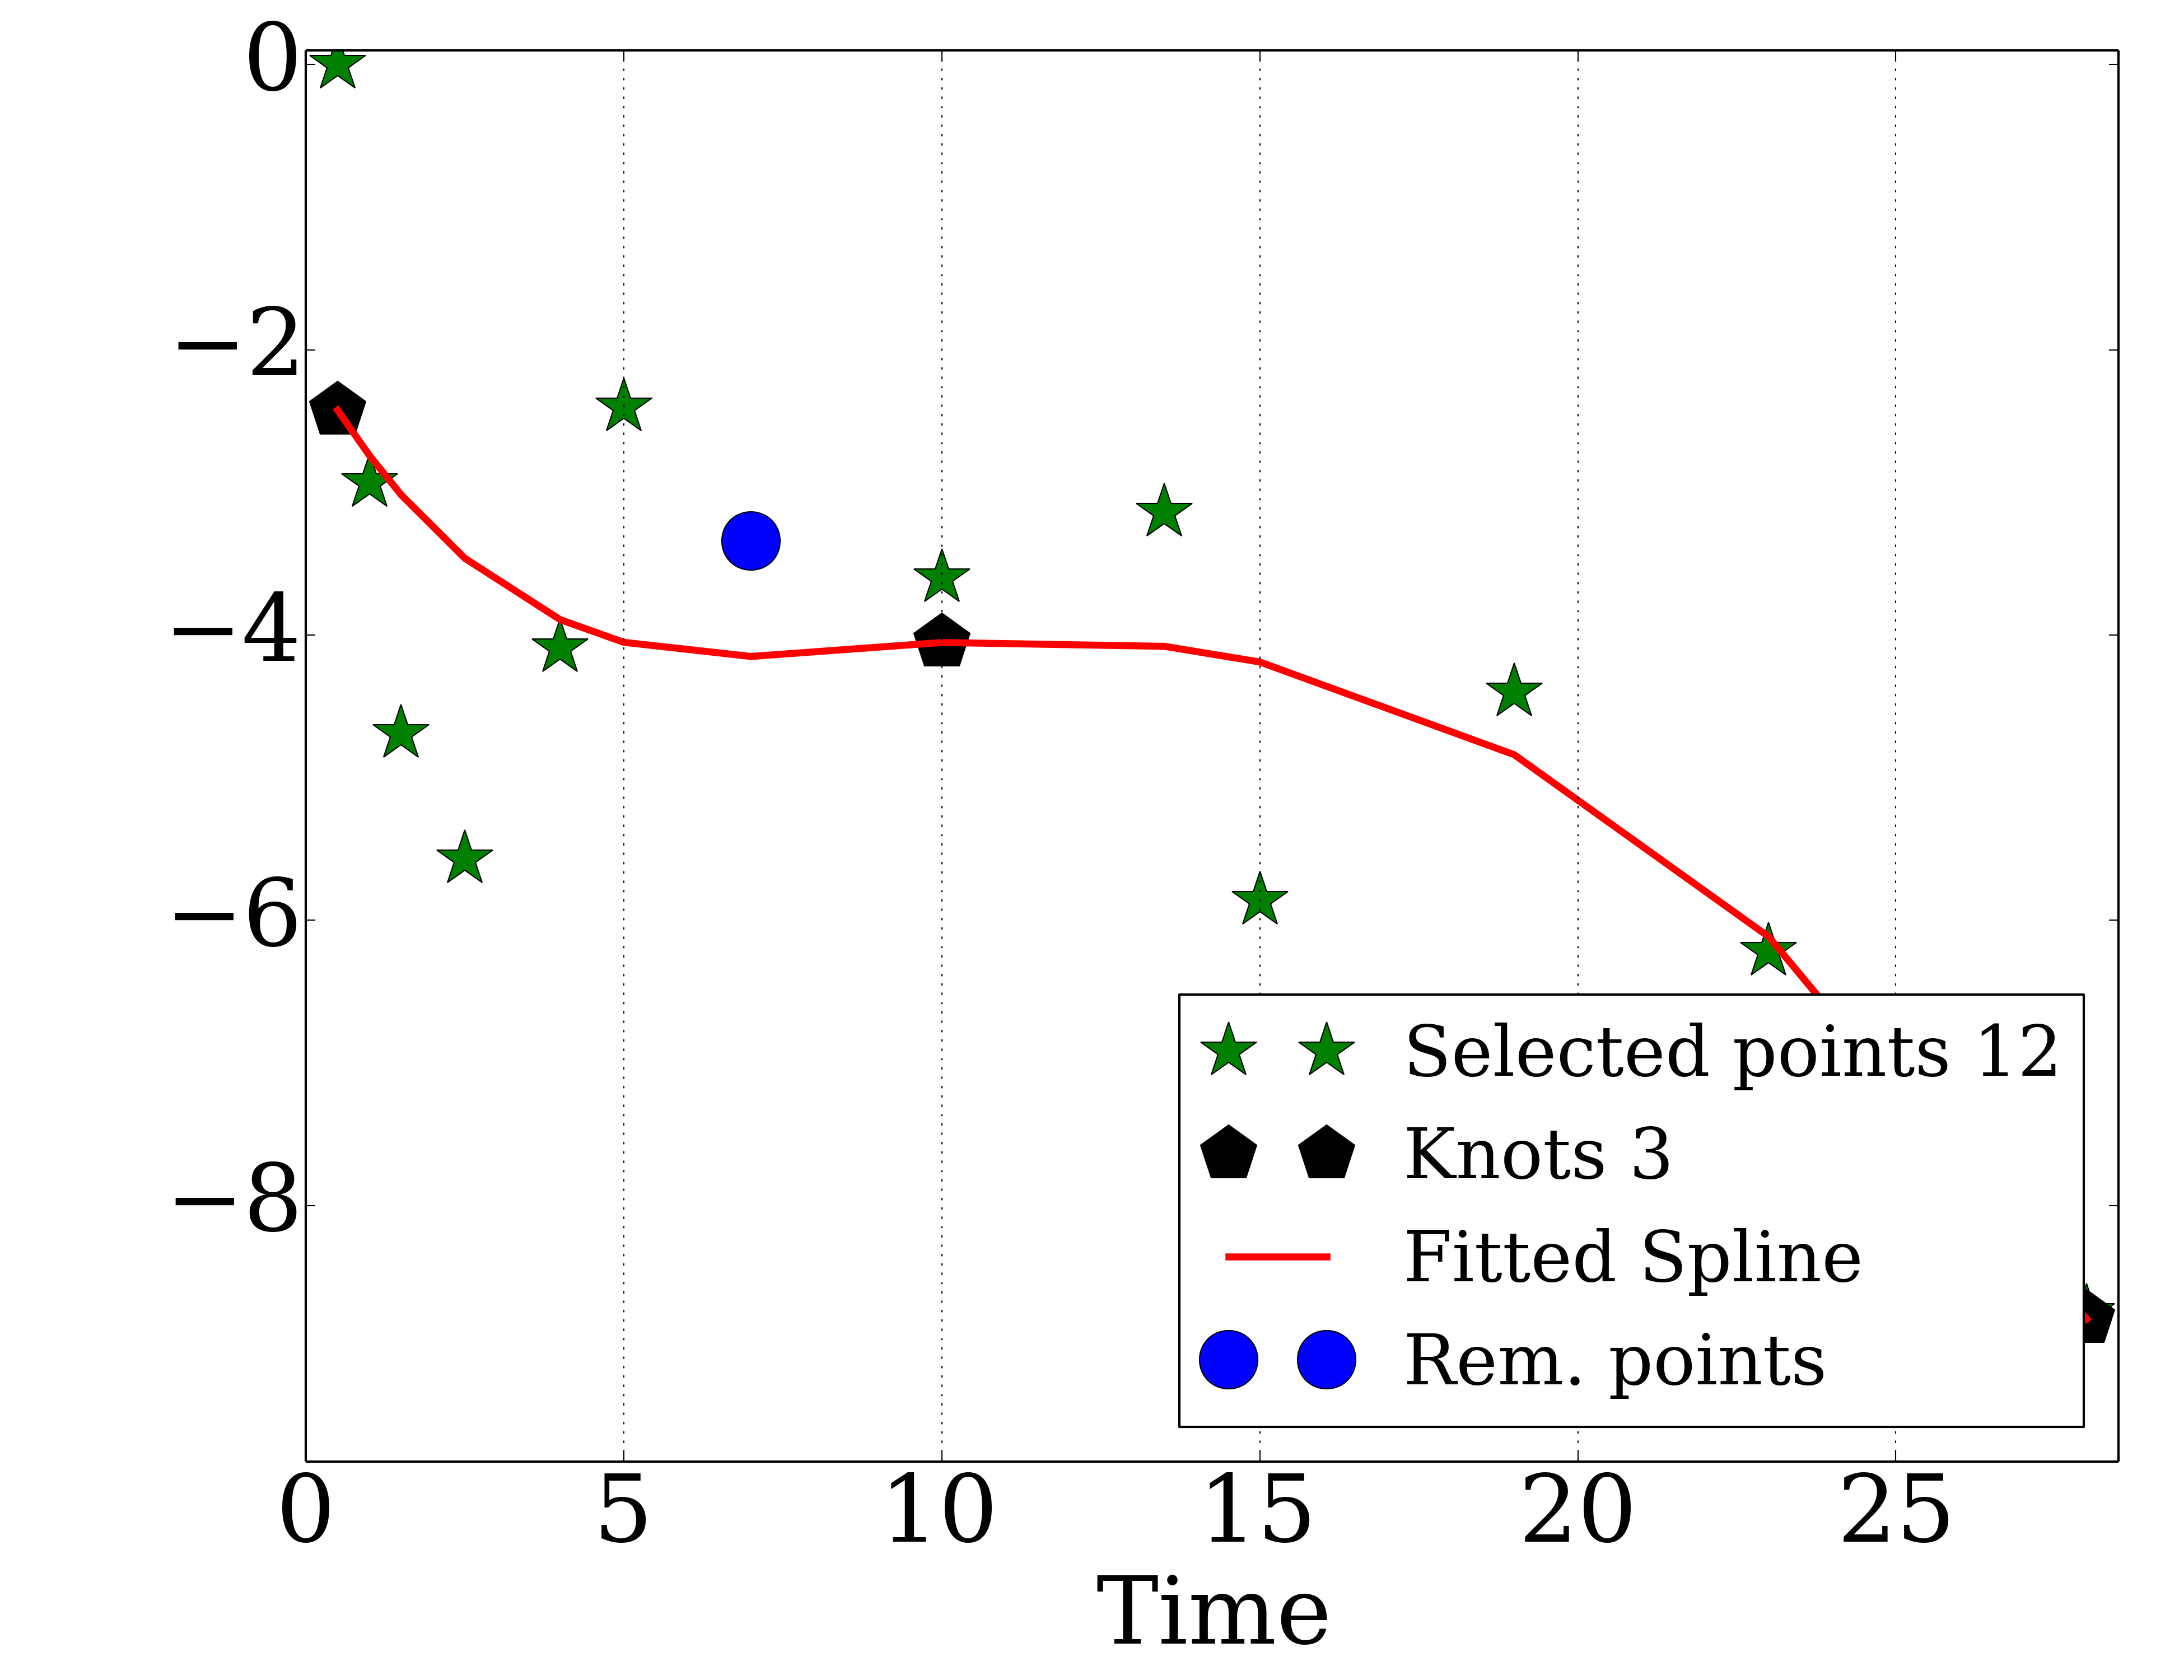 0
−2
−4
−6
−8
Selected points 12
Knots 3
Fitted Spline
Rem. points
0 5 10 15 20 25
Time